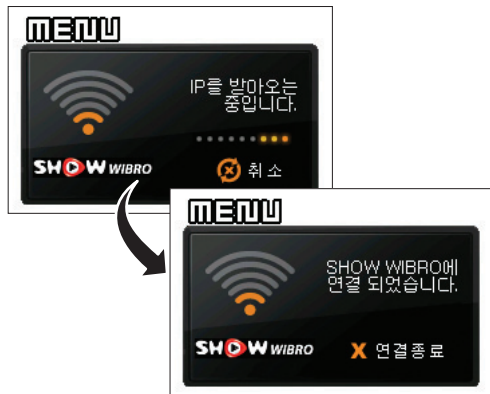 MENU
IP를 받아오는
중입니다.
SHOW WIBRO
취소
MENU
SHOW WIBRO에
연결 되었습니다.
SHOW WIBRO
X 연결종료